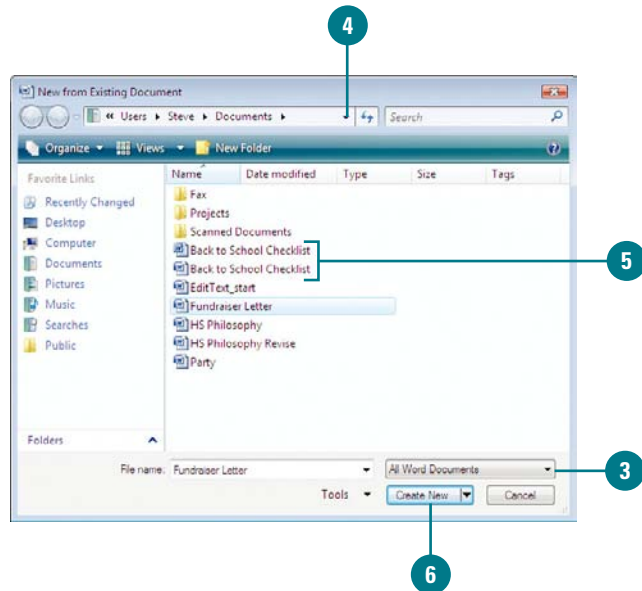 4
New from Existing Document
« Users ▸ Steve ▸ Documents ▸ Search
Organize Views New Folder
Favorite Links Name Date modified Type Size Tags
Recently Changed
Desktop
Computer
Documents
Pictures
Music
Searches
Public
Fax
Projects
Scanned Documents
Back to School Checklist
Back to School Checklist
EditText_start
Fundraiser Letter
HS Philosophy
HS Philosophy Revise
Party
5
Folders
File name: Fundraiser Letter All Word Documents
3
Tools Create New Cancel
6